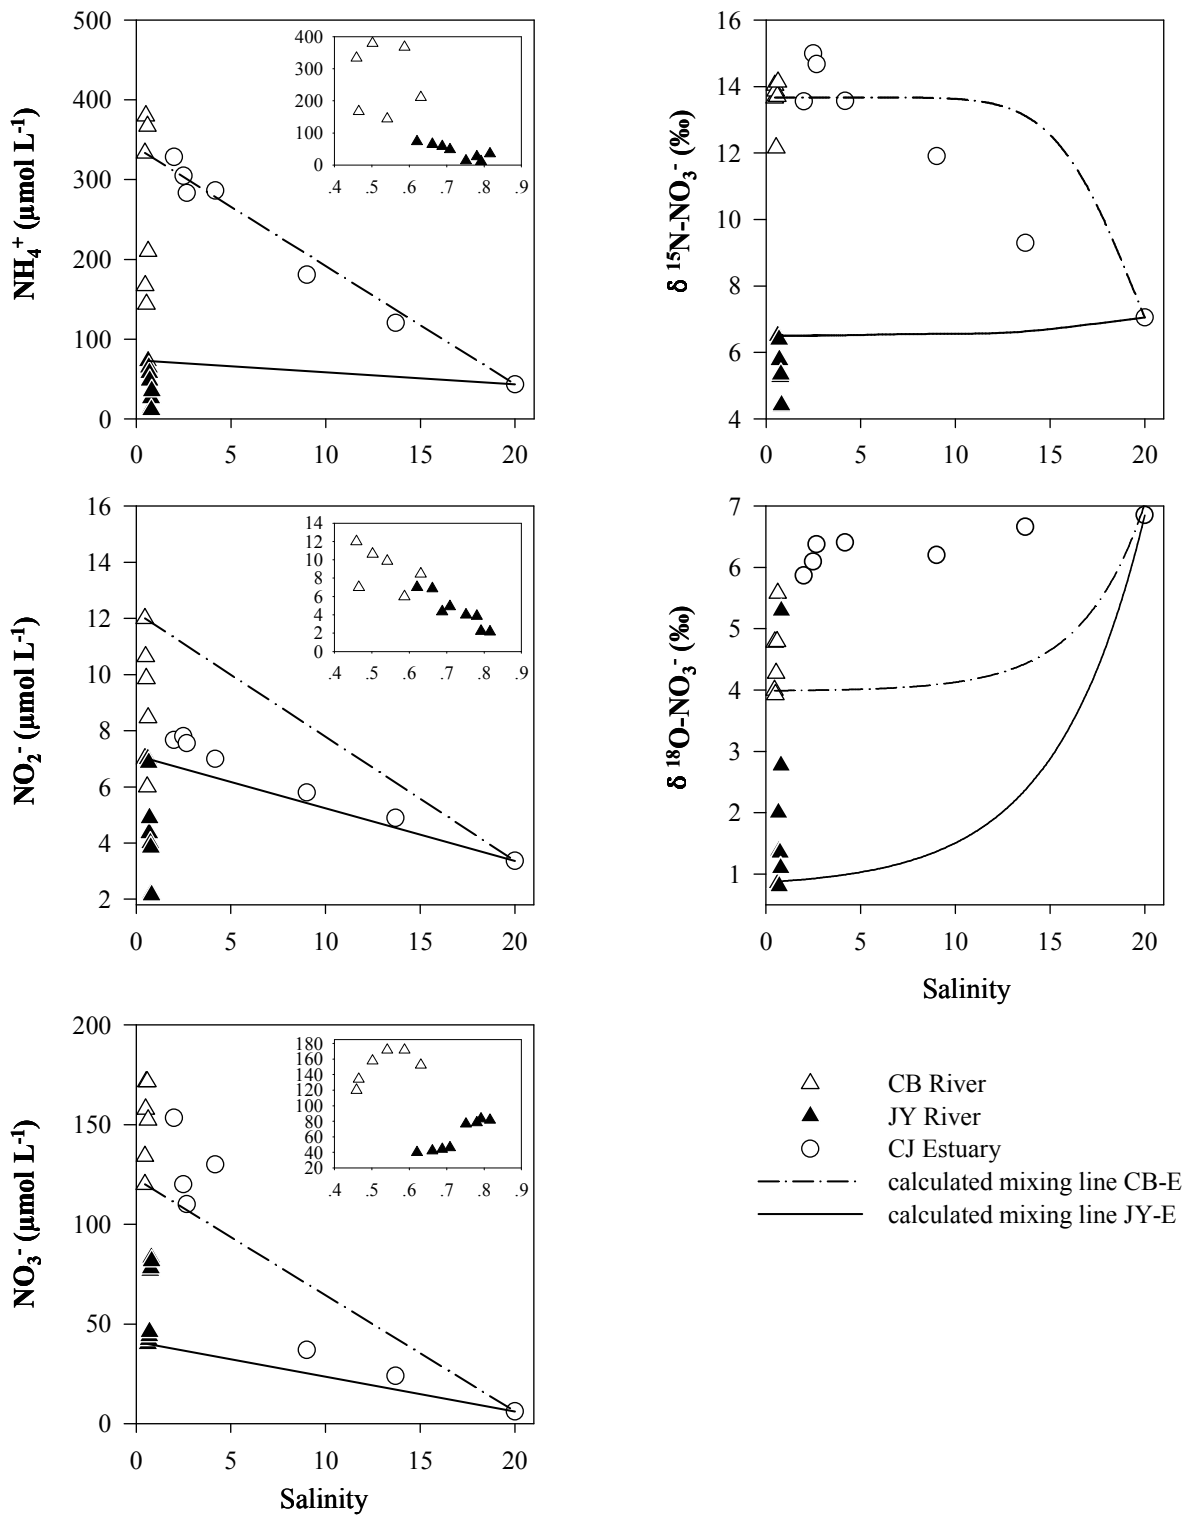 NH₄⁺ (µmol L⁻¹)
500
400
300
200
100
0
0 5 10 15 20
400
300
200
100
0
.4 .5 .6 .7 .8 .9
δ ¹⁵N-NO₃⁻ (‰)
16
14
12
10
8
6
4
0 5 10 15 20
NO₂⁻ (µmol L⁻¹)
16
14
12
10
8
6
4
2
0 5 10 15 20
14
12
10
8
6
4
2
0
.4 .5 .6 .7 .8 .9
δ ¹⁸O-NO₃⁻ (‰)
7
6
5
4
3
2
1
0 5 10 15 20
Salinity
NO₃⁻ (µmol L⁻¹)
200
150
100
50
0
0 5 10 15 20
Salinity
180
160
140
120
100
80
60
40
20
.4 .5 .6 .7 .8 .9
CB River
JY River
CJ Estuary
calculated mixing line CB-E
calculated mixing line JY-E